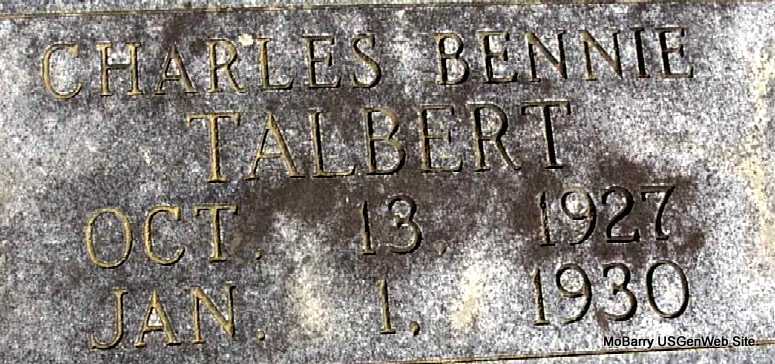 CHARLES BENNIE
TALBERT
OCT. 13, 1927
JAN. 1, 1930
MoBarry USGenWeb Site.